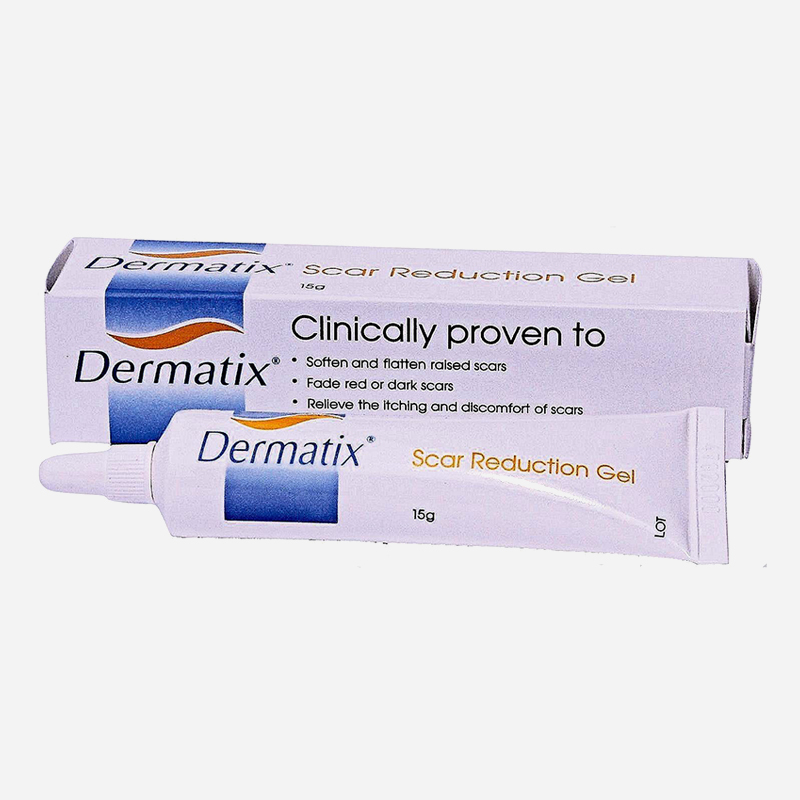 Dermatix® Scar Reduction Gel
15g
Clinically proven to
Dermatix®
• Soften and flatten raised scars
• Fade red or dark scars
• Relieve the itching and discomfort of scars
Dermatix®
Scar Reduction Gel
15g
LOT